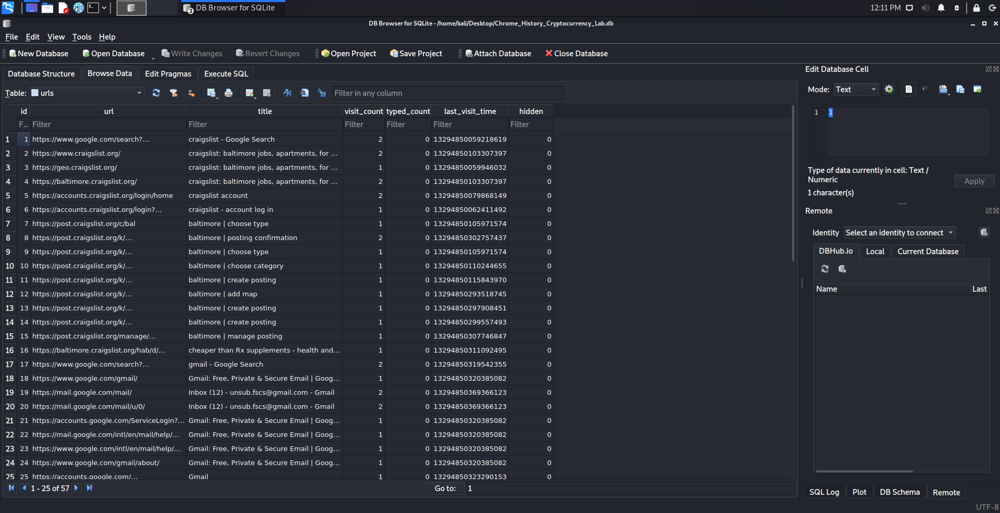 DB Browser for SQLite
3
12:11 PM
DB Browser for SQLite - /home/kali/Desktop/Chrome_History_Cryptocurrency_Lab.db
File Edit View Tools Help
New Database Open Database Write Changes Revert Changes Open Project Save Project Attach Database Close Database
Database Structure Browse Data Edit Pragmas Execute SQL
Table: urls Filter in any column
id url title visit_count typed_count last_visit_time hidden
F... Filter Filter Filter Filter Filter Filter
1 1 https://www.google.com/search?... craigslist - Google Search 2 0 13294850059218619 0
2 2 https://www.craigslist.org/ craigslist: baltimore jobs, apartments, for ... 2 0 13294850103307397 0
3 3 https://geo.craigslist.org/ craigslist: baltimore jobs, apartments, for ... 1 0 13294850059946032 0
4 4 https://baltimore.craigslist.org/ craigslist: baltimore jobs, apartments, for ... 2 0 13294850103307397 0
5 5 https://accounts.craigslist.org/login/home craigslist account 2 0 13294850079868149 0
6 6 https://accounts.craigslist.org/login?... craigslist - account log in 1 0 13294850062411492 0
7 7 https://post.craigslist.org/c/bal baltimore | choose type 1 0 13294850105971574 0
8 8 https://post.craigslist.org/k/... baltimore | posting confirmation 2 0 13294850302757437 0
9 9 https://post.craigslist.org/k/... baltimore | choose type 1 0 13294850105971574 0
10 10 https://post.craigslist.org/k/... baltimore | choose category 1 0 13294850110244655 0
11 11 https://post.craigslist.org/k/... baltimore | create posting 1 0 13294850115843970 0
12 12 https://post.craigslist.org/k/... baltimore | add map 1 0 13294850293518745 0
13 13 https://post.craigslist.org/k/... baltimore | create posting 1 0 13294850297908451 0
14 14 https://post.craigslist.org/k/... baltimore | create posting 1 0 13294850299557493 0
15 15 https://post.craigslist.org/manage/... baltimore | manage posting 1 0 13294850307746847 0
16 16 https://baltimore.craigslist.org/hab/d/... cheaper than Rx supplements - health and... 1 0 13294850311092495 0
17 17 https://www.google.com/search?... gmail - Google Search 2 0 13294850319542355 0
18 18 https://www.google.com/gmail/ Gmail: Free, Private & Secure Email | Goog... 1 0 13294850320385082 0
19 19 https://mail.google.com/mail/ Inbox (12) - unsub.fscs@gmail.com - Gmail 2 0 13294850369366123 0
20 20 https://mail.google.com/mail/u/0/ Inbox (12) - unsub.fscs@gmail.com - Gmail 2 0 13294850369366123 0
21 21 https://accounts.google.com/ServiceLogin?... Gmail: Free, Private & Secure Email | Goog... 1 0 13294850320385082 0
22 22 https://mail.google.com/intl/en/mail/help/... Gmail: Free, Private & Secure Email | Goog... 1 0 13294850320385082 0
23 23 https://www.google.com/intl/en/mail/help/... Gmail: Free, Private & Secure Email | Goog... 1 0 13294850320385082 0
24 24 https://www.google.com/gmail/about/ Gmail: Free, Private & Secure Email | Goog... 1 0 13294850320385082 0
25 25 https://accounts.google.com/... Gmail 1 0 13294850323290153 0
1 - 25 of 57 Go to: 1
Edit Database Cell
Mode: Text
1 1
Type of data currently in cell: Text /
Numeric
1 character(s)
Apply
Remote
Identity Select an identity to connect
DBHub.io Local Current Database
Name Last
SQL Log Plot DB Schema Remote
UTF-8